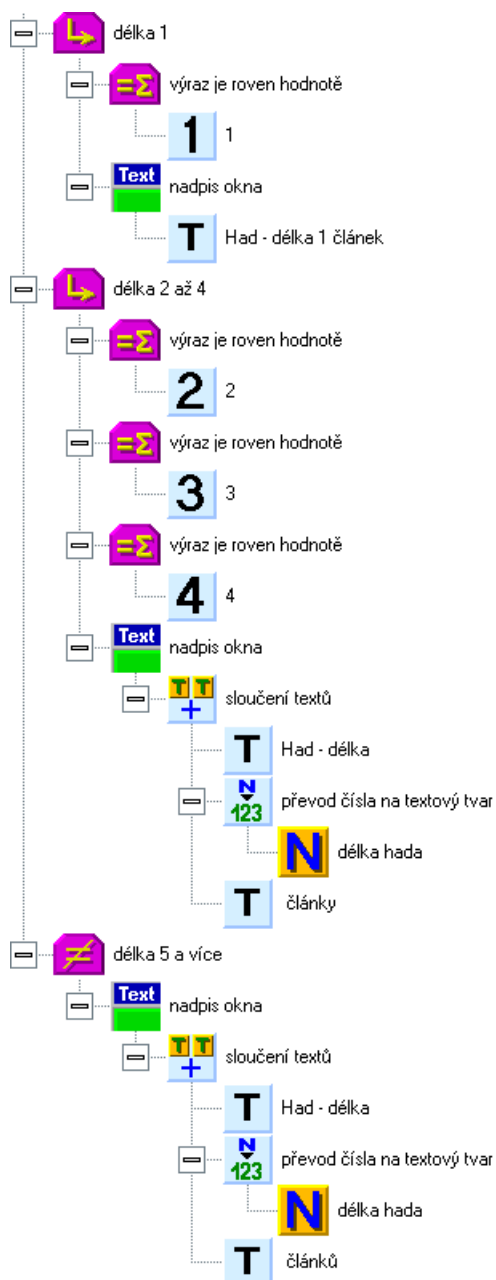 délka 1
=Σ výraz je roven hodnotě
1 1
Text nadpis okna
T Had - délka 1 článek
délka 2 až 4
=Σ výraz je roven hodnotě
2 2
=Σ výraz je roven hodnotě
3 3
=Σ výraz je roven hodnotě
4 4
Text nadpis okna
T T + sloučení textů
T Had - délka
N 123 převod čísla na textový tvar
N délka hada
T články
≠ délka 5 a více
Text nadpis okna
T T + sloučení textů
T Had - délka
N 123 převod čísla na textový tvar
N délka hada
T článků